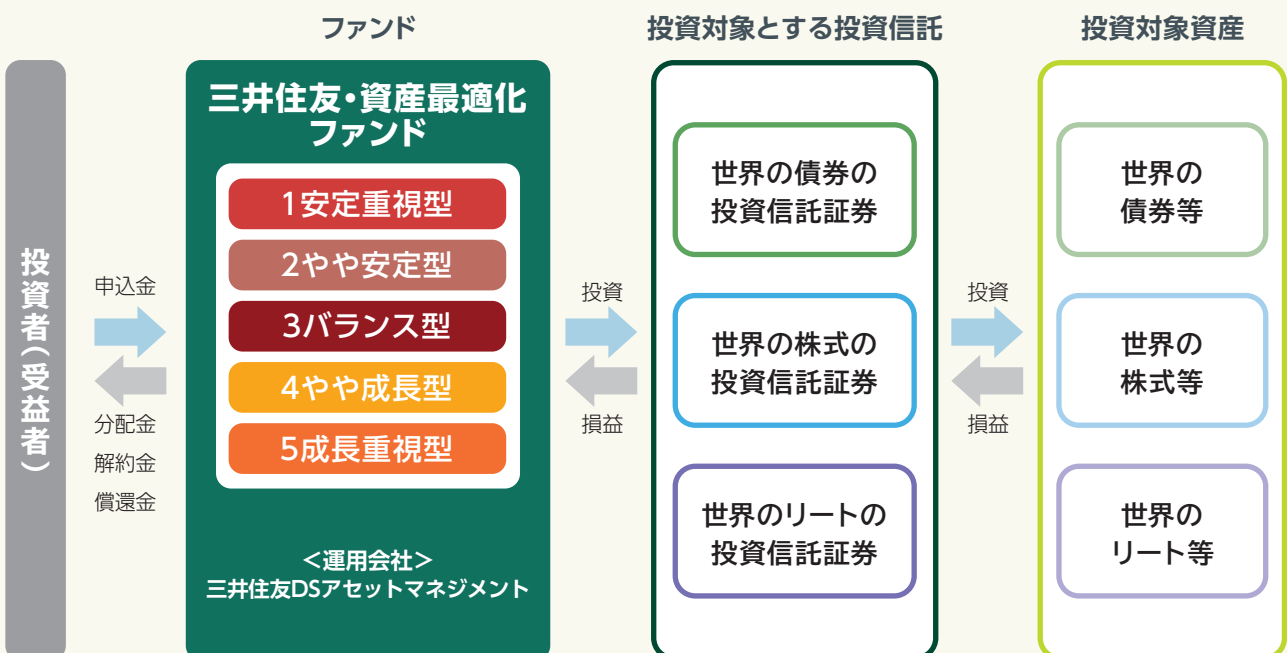 ファンド
投資対象とする投資信託
投資対象資産
投資者(受益者)
申込金
分配金
解約金
償還金
三井住友・資産最適化
ファンド
1安定重視型
2やや安定型
3バランス型
4やや成長型
5成長重視型
＜運用会社＞
三井住友DSアセットマネジメント
投資
損益
世界の債券の
投資信託証券
世界の株式の
投資信託証券
世界のリートの
投資信託証券
投資
損益
世界の
債券等
世界の
株式等
世界の
リート等